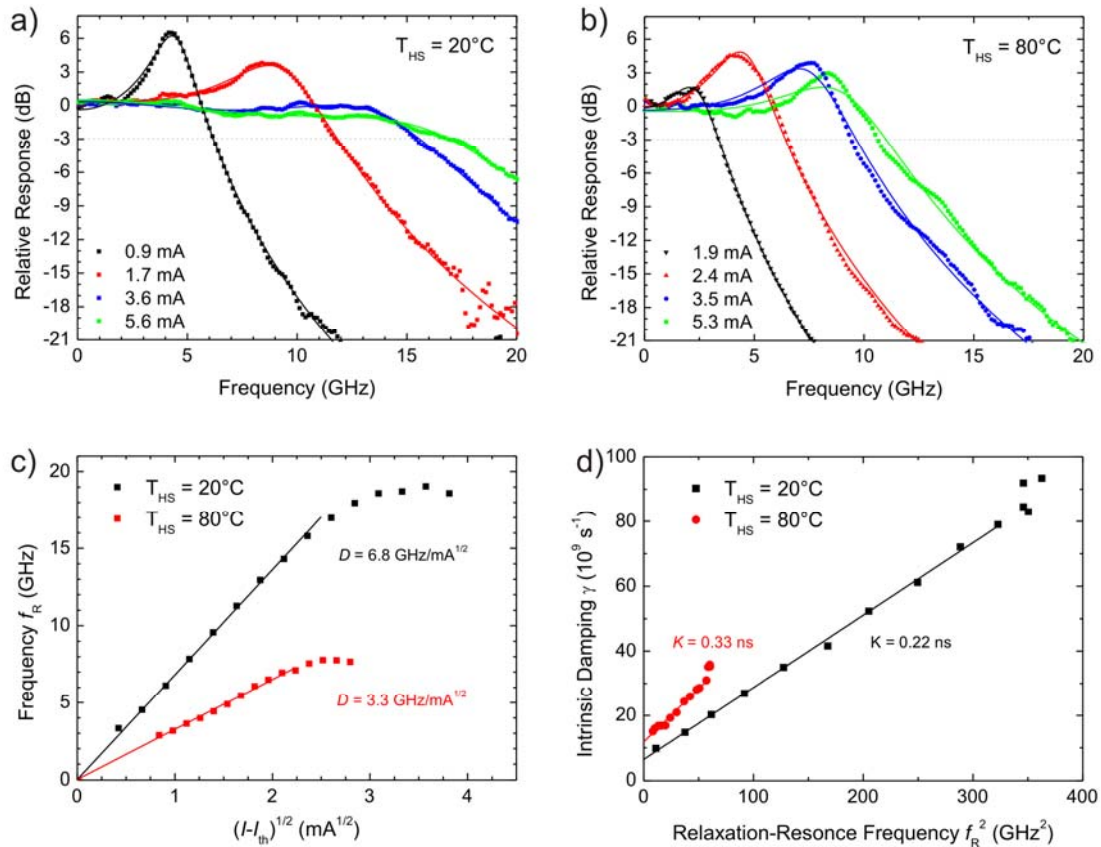 a)
T_HS = 20°C
Relative Response (dB)
6
3
0
-3
-6
-9
-12
-15
-18
-21
0.9 mA
1.7 mA
3.6 mA
5.6 mA
0 5 10 15 20
Frequency (GHz)
b)
T_HS = 80°C
Relative Response (dB)
6
3
0
-3
-6
-9
-12
-15
-18
-21
1.9 mA
2.4 mA
3.5 mA
5.3 mA
0 5 10 15 20
Frequency (GHz)
c)
T_HS = 20°C
T_HS = 80°C
Frequency f_R (GHz)
20
15
10
5
0
D = 6.8 GHz/mA^1/2
D = 3.3 GHz/mA^1/2
0 1 2 3 4
(I-I_th)^1/2 (mA^1/2)
d)
T_HS = 20°C
T_HS = 80°C
Intrinsic Damping γ (10^9 s^-1)
100
80
60
40
20
0
K = 0.33 ns
K = 0.22 ns
0 100 200 300 400
Relaxation-Resonce Frequency f_R^2 (GHz^2)